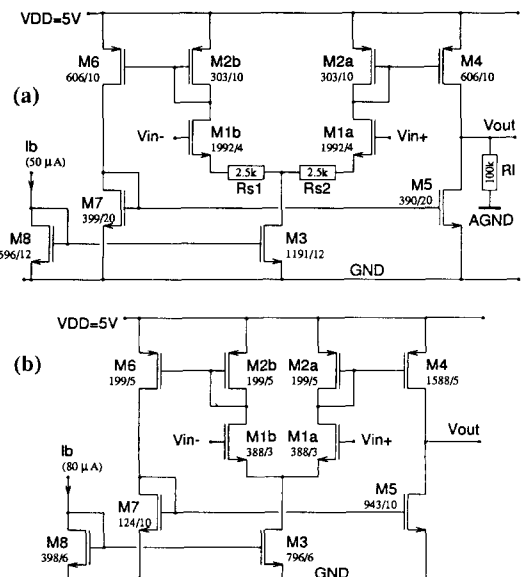 (a)
VDD=5V
M6
606/10
M2b
303/10
M2a
303/10
M4
606/10
Vin-
M1b
1992/4
M1a
1992/4
Vin+
Vout
Ib
(50 µA)
2.5k
Rs1
2.5k
Rs2
100k
Rl
M7
399/20
M5
390/20
AGND
M8
596/12
M3
1191/12
GND
(b)
VDD=5V
M6
199/5
M2b
199/5
M2a
199/5
M4
1588/5
Vin-
M1b
388/3
M1a
388/3
Vin+
Vout
Ib
(80 µA)
M7
124/10
M5
943/10
M8
398/6
M3
796/6
GND